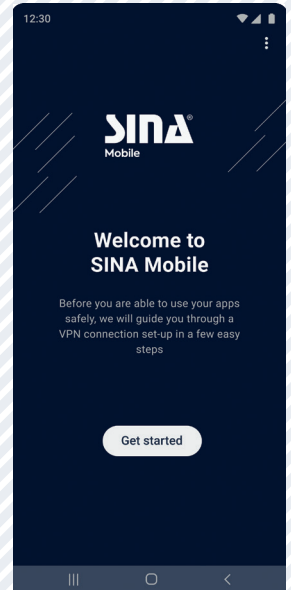 12:30
SINA®
Mobile
Welcome to
SINA Mobile
Before you are able to use your apps
safely, we will guide you through a
VPN connection set-up in a few easy
steps
Get started